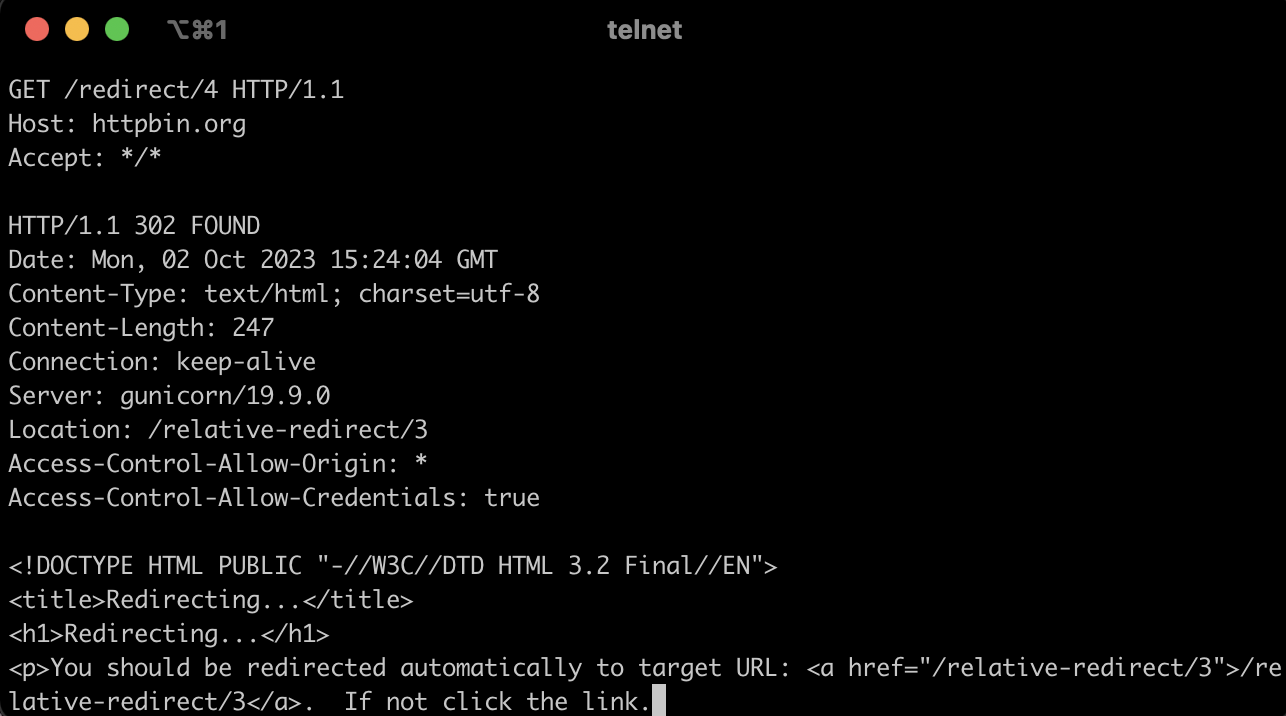 ⌥⌘1
telnet
GET /redirect/4 HTTP/1.1
Host: httpbin.org
Accept: */*
HTTP/1.1 302 FOUND
Date: Mon, 02 Oct 2023 15:24:04 GMT
Content-Type: text/html; charset=utf-8
Content-Length: 247
Connection: keep-alive
Server: gunicorn/19.9.0
Location: /relative-redirect/3
Access-Control-Allow-Origin: *
Access-Control-Allow-Credentials: true
<!DOCTYPE HTML PUBLIC "-//W3C//DTD HTML 3.2 Final//EN">
<title>Redirecting...</title>
<h1>Redirecting...</h1>
<p>You should be redirected automatically to target URL: <a href="/relative-redirect/3">/re
lative-redirect/3</a>.  If not click the link.